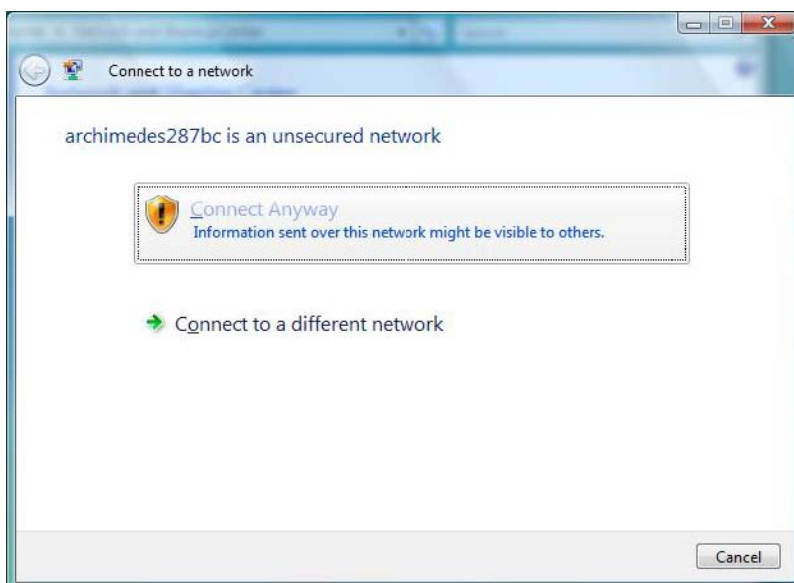 Connect to a network
archimedes287bc is an unsecured network
Connect Anyway
Information sent over this network might be visible to others.
Connect to a different network
Cancel